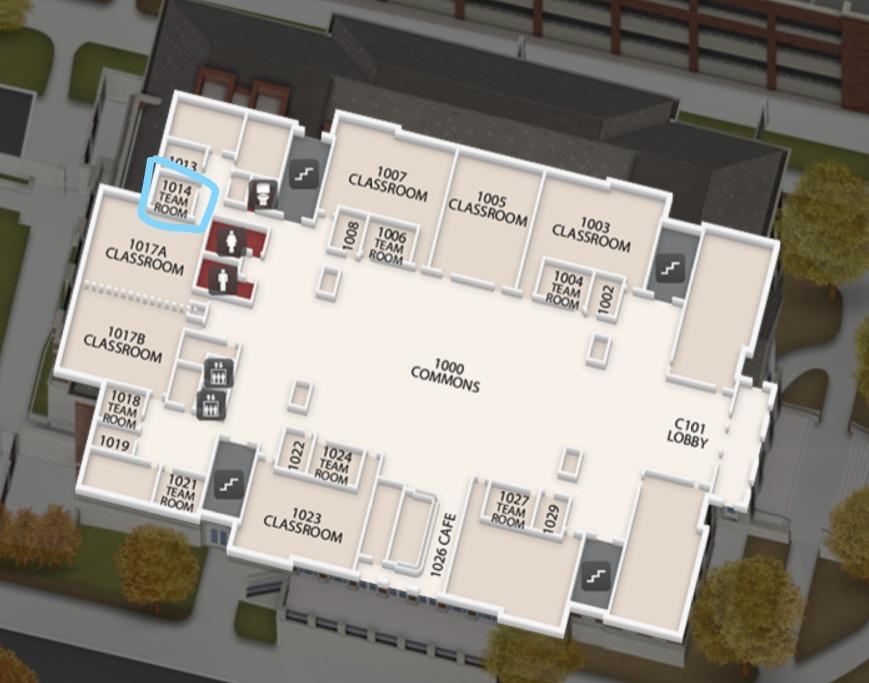 1013
1014
TEAM
ROOM
1007
CLASSROOM
1005
CLASSROOM
1003
CLASSROOM
1008
1006
TEAM
ROOM
1004
TEAM
ROOM
1002
1017A
CLASSROOM
1017B
CLASSROOM
1000
COMMONS
C101
LOBBY
1018
TEAM
ROOM
1019
1021
TEAM
ROOM
1022
1024
TEAM
ROOM
1023
CLASSROOM
1026 CAFE
1027
TEAM
ROOM
1029